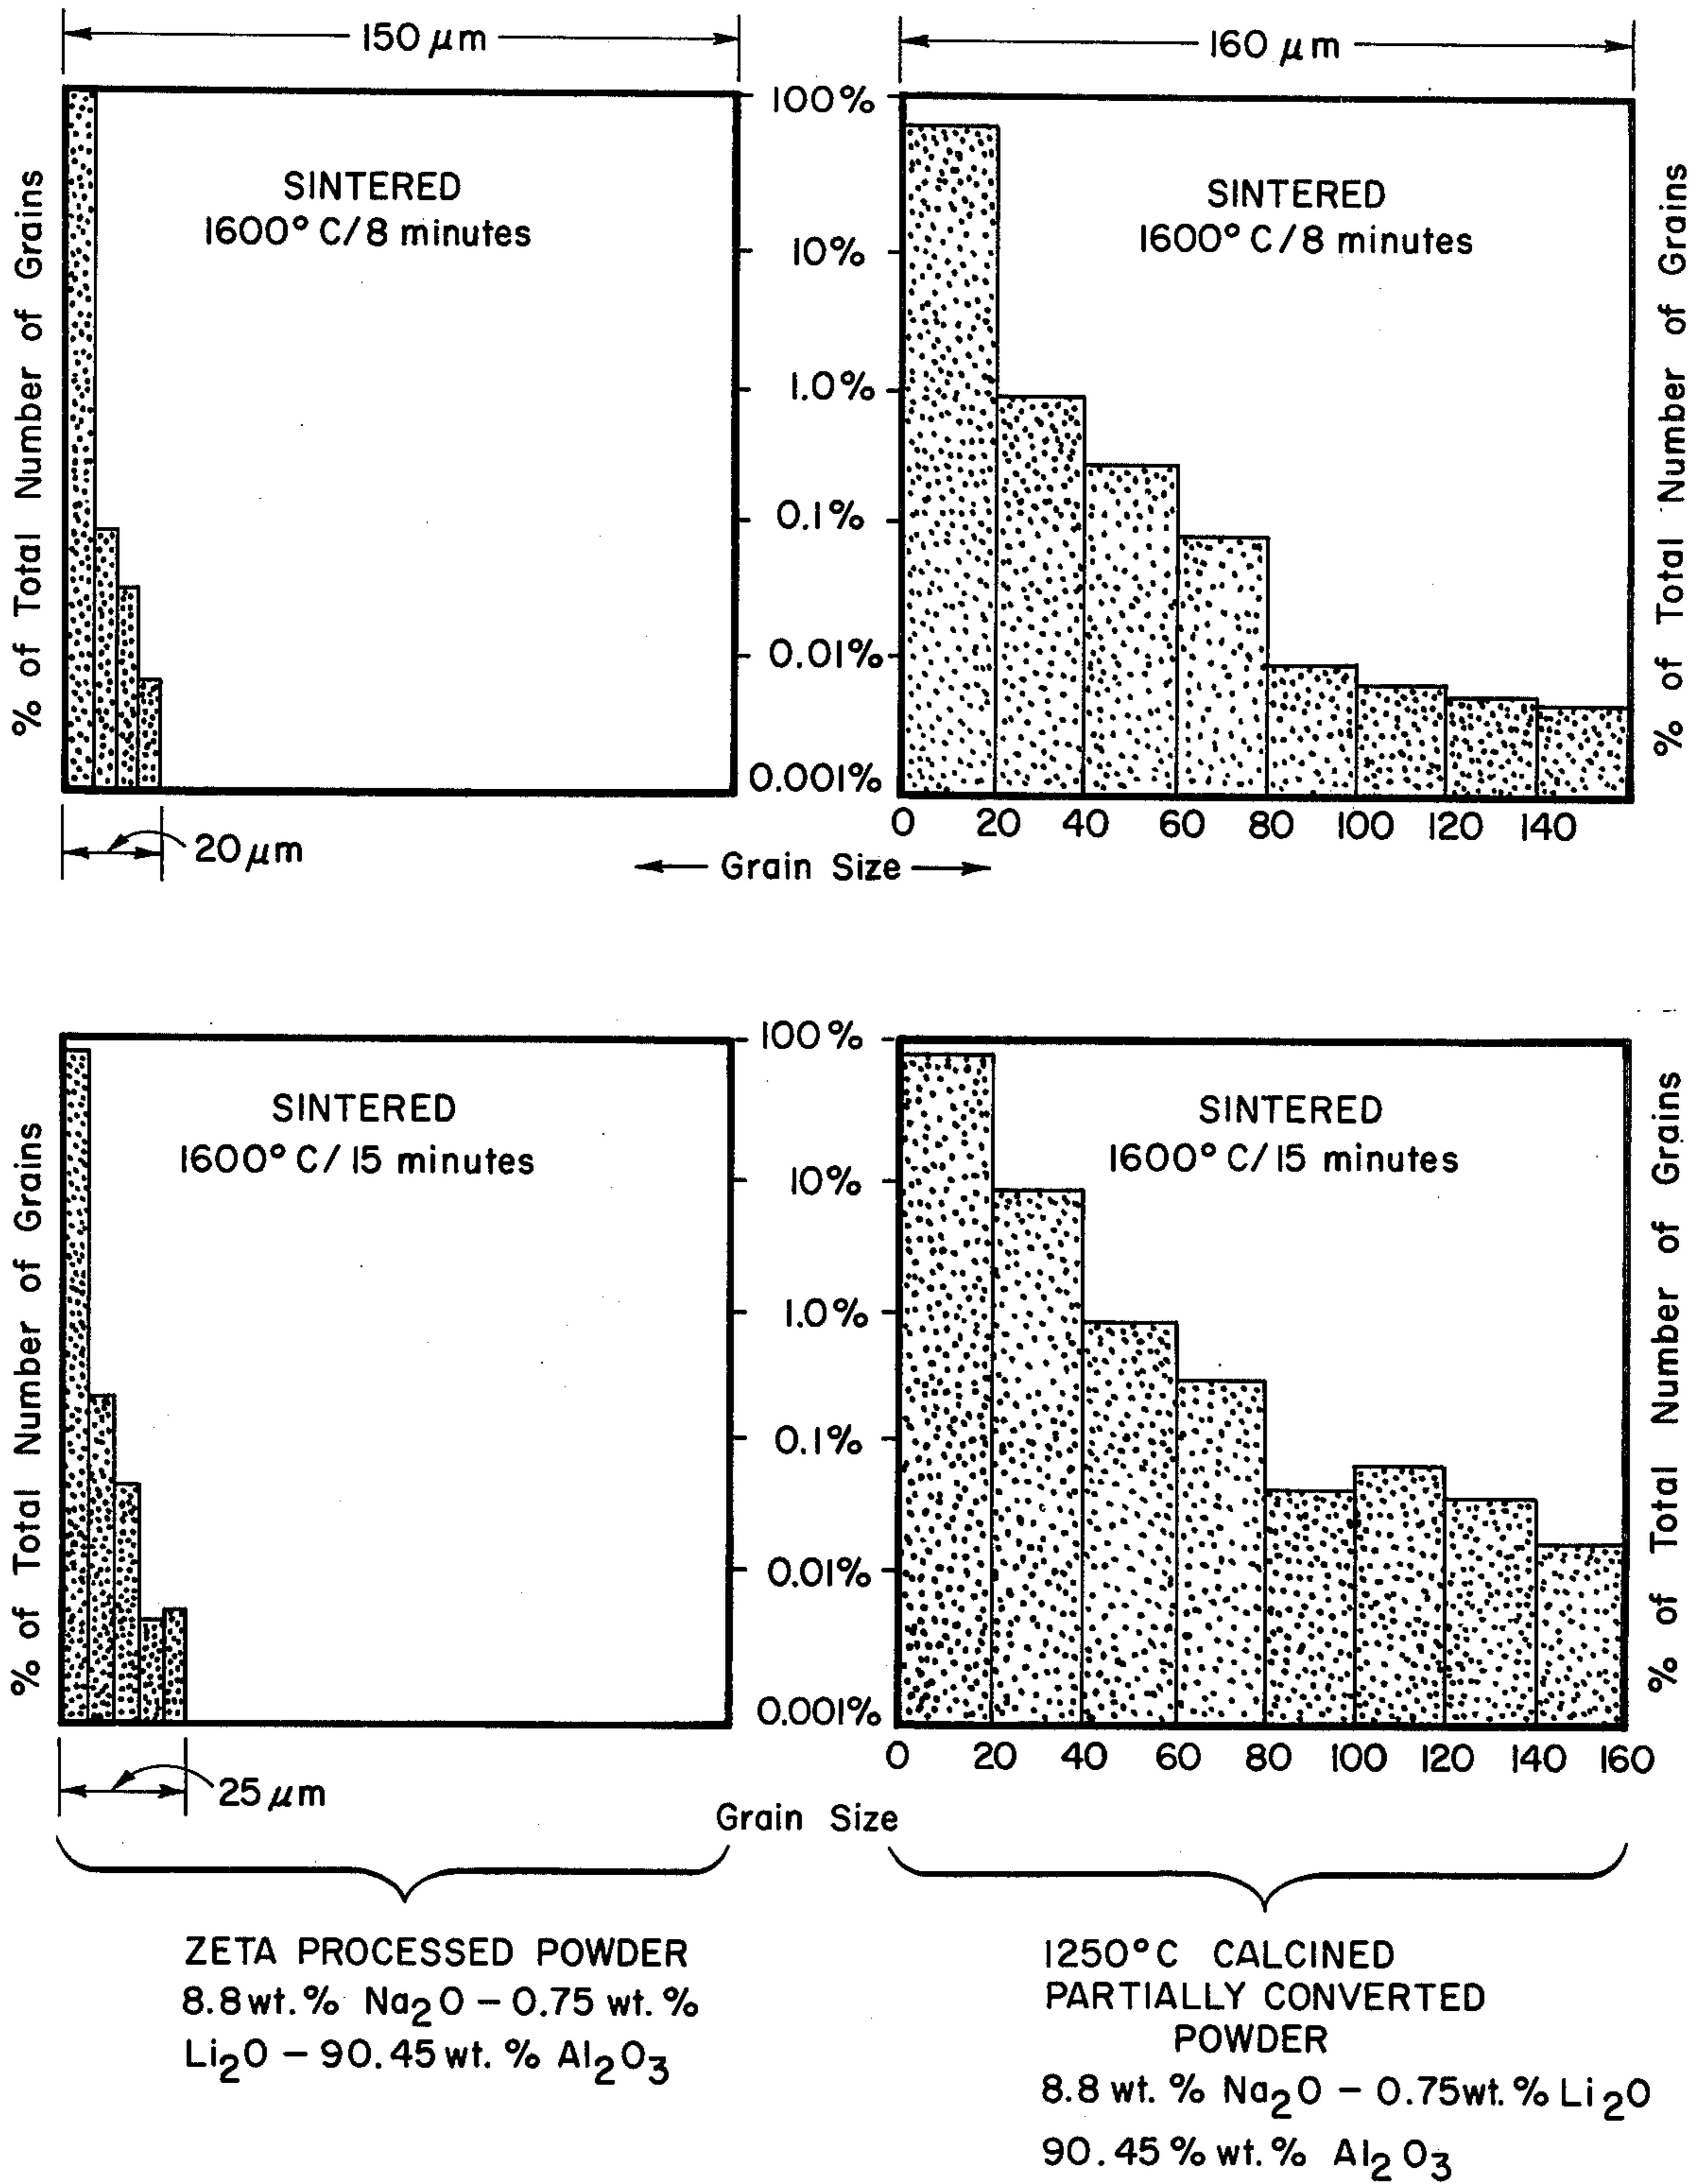 150 μm
160 μm
% of Total Number of Grains
SINTERED
1600° C/8 minutes
100%
10%
1.0%
0.1%
0.01%
0.001%
SINTERED
1600° C/8 minutes
% of Total Number of Grains
0 20 40 60 80 100 120 140
20 μm
Grain Size
% of Total Number of Grains
SINTERED
1600° C/15 minutes
100%
10%
1.0%
0.1%
0.01%
0.001%
SINTERED
1600° C/15 minutes
% of Total Number of Grains
0 20 40 60 80 100 120 140 160
25 μm
Grain Size
ZETA PROCESSED POWDER
8.8 wt.% Na₂O – 0.75 wt.%
Li₂O – 90.45 wt. % Al₂O₃
1250°C CALCINED
PARTIALLY CONVERTED
POWDER
8.8 wt. % Na₂O – 0.75 wt.% Li₂O
90.45 % wt. % Al₂O₃